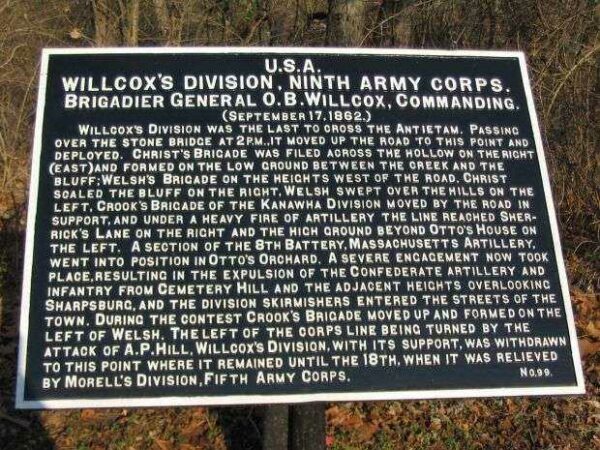 U.S.A.
WILLCOX'S DIVISION, NINTH ARMY CORPS.
BRIGADIER GENERAL O.B. WILLCOX, COMMANDING.
(SEPTEMBER 17, 1862.)
WILLCOX'S DIVISION WAS THE LAST TO CROSS THE ANTIETAM. PASSING
OVER THE STONE BRIDGE AT 2 P.M., IT MOVED UP THE ROAD TO THIS POINT AND
DEPLOYED. CHRIST'S BRIGADE WAS FILED ACROSS THE HOLLOW ON THE RIGHT
(EAST) AND FORMED ON THE LOW GROUND BETWEEN THE CREEK AND THE
BLUFF: WELSH'S BRIGADE ON THE HEIGHTS WEST OF THE ROAD. CHRIST
SCALED THE BLUFF ON THE RIGHT, WELSH SWEPT OVER THE HILLS ON THE
LEFT, CROOK'S BRIGADE OF THE KANAWHA DIVISION MOVED BY THE ROAD IN
SUPPORT, AND UNDER A HEAVY FIRE OF ARTILLERY THE LINE REACHED SHER-
RICK'S LANE ON THE RIGHT AND THE HIGH GROUND BEYOND OTTO'S HOUSE ON
THE LEFT. A SECTION OF THE 8TH BATTERY, MASSACHUSETTS ARTILLERY,
WENT INTO POSITION IN OTTO'S ORCHARD. A SEVERE ENGAGEMENT NOW TOOK
PLACE, RESULTING IN THE EXPULSION OF THE CONFEDERATE ARTILLERY AND
INFANTRY FROM CEMETERY HILL AND THE ADJACENT HEIGHTS OVERLOOKING
SHARPSBURG, AND THE DIVISION SKIRMISHERS ENTERED THE STREETS OF THE
TOWN. DURING THE CONTEST CROOK'S BRIGADE MOVED UP AND FORMED ON THE
LEFT OF WELSH. THE LEFT OF THE CORPS LINE BEING TURNED BY THE
ATTACK OF A.P. HILL, WILLCOX'S DIVISION, WITH ITS SUPPORT, WAS WITHDRAWN
TO THIS POINT WHERE IT REMAINED UNTIL THE 18TH, WHEN IT WAS RELIEVED
BY MORELL'S DIVISION, FIFTH ARMY CORPS. NO. 99.